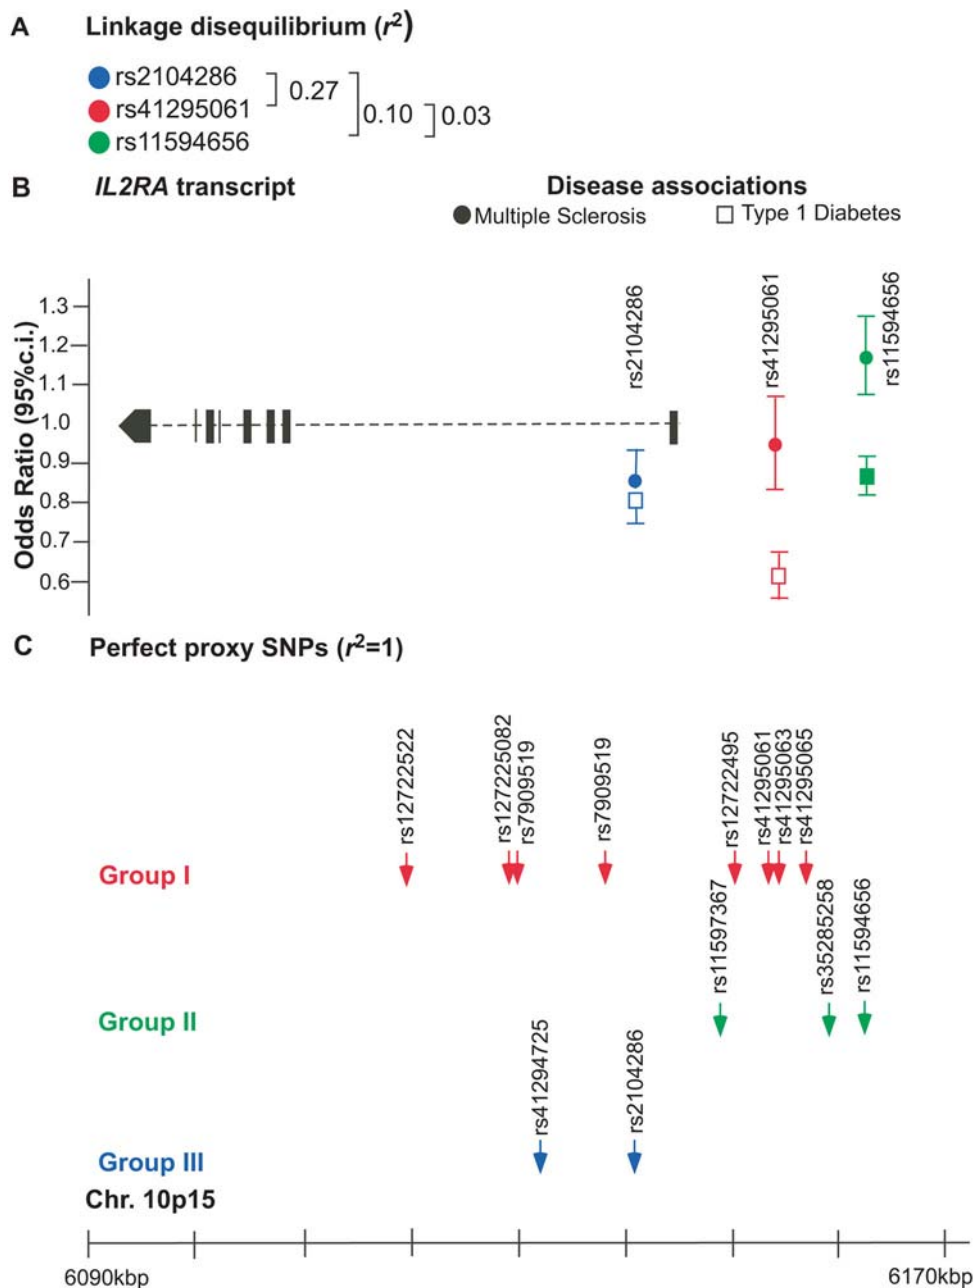 A Linkage disequilibrium (r²)
rs2104286
rs41295061
rs11594656
0.27
0.10
0.03
B IL2RA transcript
Disease associations
Multiple Sclerosis
Type 1 Diabetes
Odds Ratio (95%c.i.)
1.3
1.2
1.1
1.0
0.9
0.8
0.7
0.6
rs2104286
rs41295061
rs11594656
C Perfect proxy SNPs (r²=1)
Group I
rs12722522
rs127225082
rs7909519
rs7909519
rs12722495
rs41295061
rs41295063
rs41295065
Group II
rs11597367
rs35285258
rs11594656
Group III
rs41294725
rs2104286
Chr. 10p15
6090kbp
6170kbp